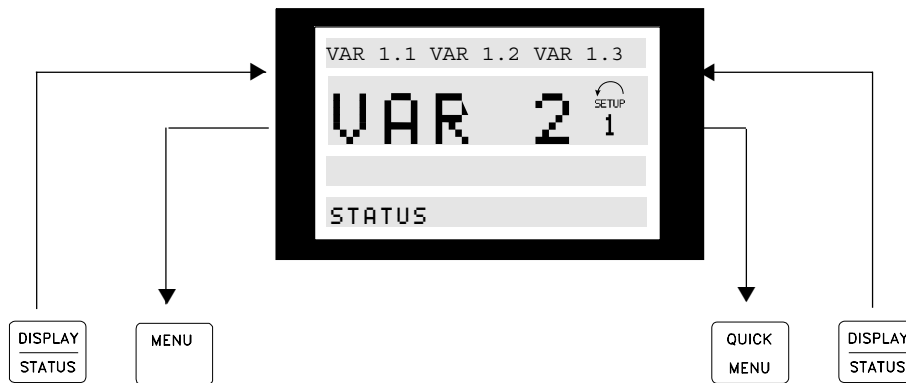 VAR 1.1 VAR 1.2 VAR 1.3
VAR 2
SETUP
1
STATUS
DISPLAY
STATUS
MENU
QUICK
MENU
DISPLAY
STATUS